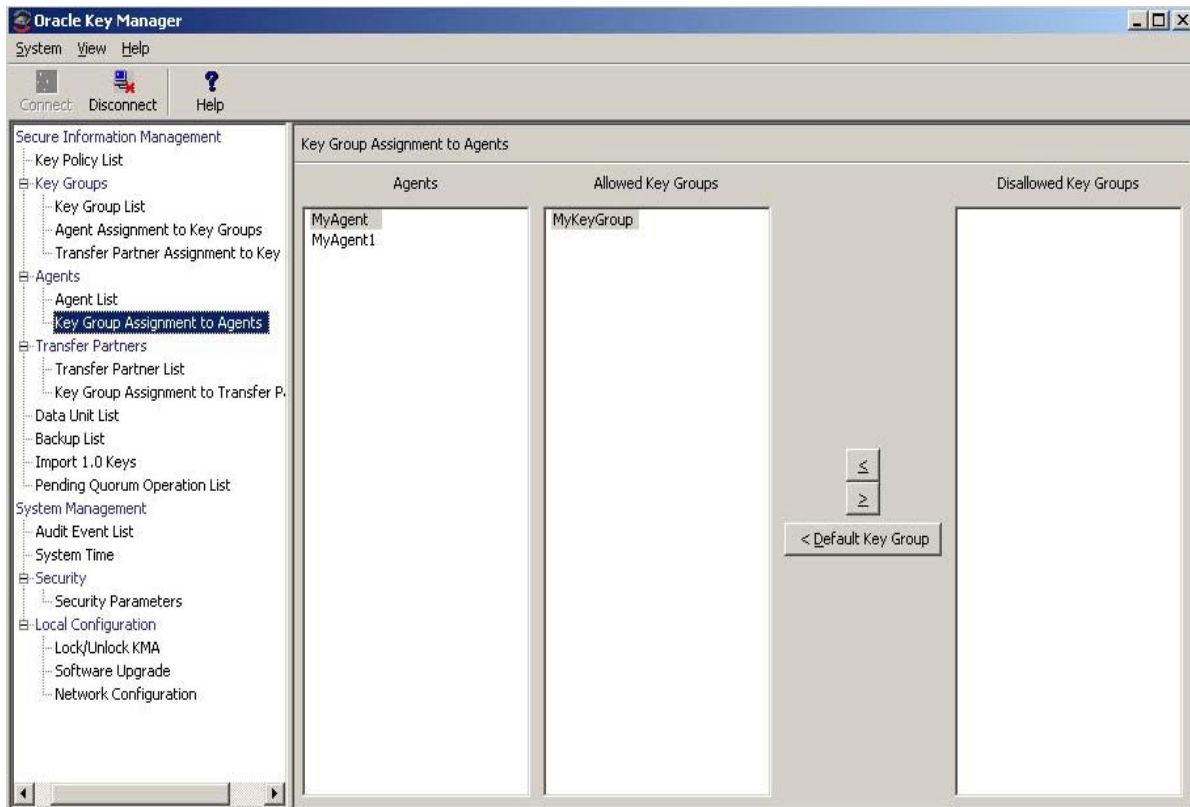 Oracle Key Manager
System View Help
Connect Disconnect Help
Secure Information Management
Key Policy List
Key Groups
Key Group List
Agent Assignment to Key Groups
Transfer Partner Assignment to Key
Agents
Agent List
Key Group Assignment to Agents
Transfer Partners
Transfer Partner List
Key Group Assignment to Transfer P
Data Unit List
Backup List
Import 1.0 Keys
Pending Quorum Operation List
System Management
Audit Event List
System Time
Security
Security Parameters
Local Configuration
Lock/Unlock KMA
Software Upgrade
Network Configuration
Key Group Assignment to Agents
Agents
MyAgent
MyAgent1
Allowed Key Groups
MyKeyGroup
<
>
< Default Key Group
Disallowed Key Groups